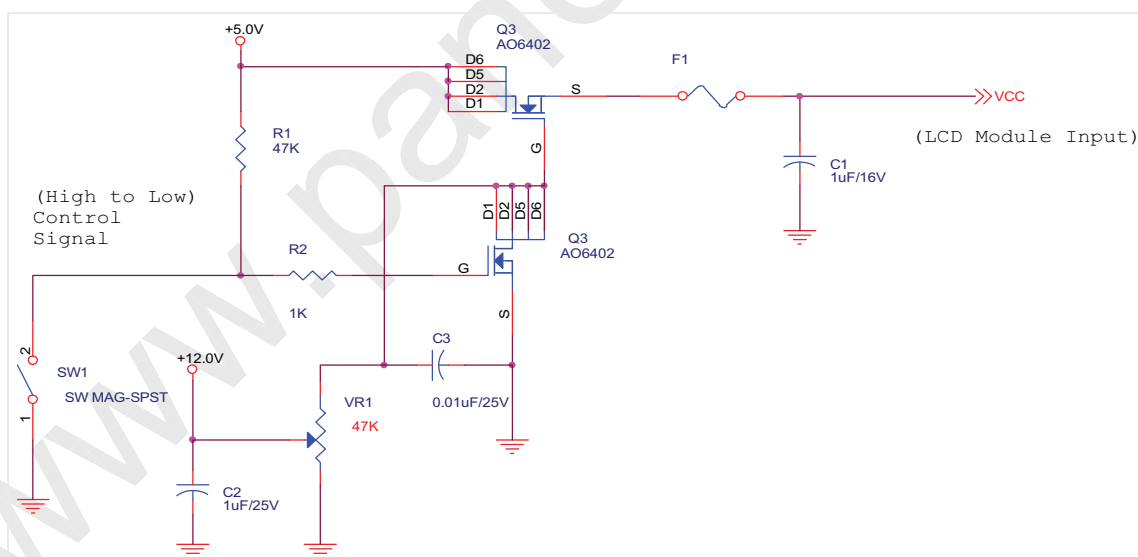 +5.0V
Q3
AO6402
D6
D5
D2
D1
S
G
F1
VCC
(LCD Module Input)
C1
1uF/16V
R1
47K
(High to Low)
Control
Signal
D1
D2
D5
D6
Q3
AO6402
R2
1K
G
S
2
1
SW1
SW MAG-SPST
+12.0V
C3
0.01uF/25V
VR1
47K
C2
1uF/25V
www.pan